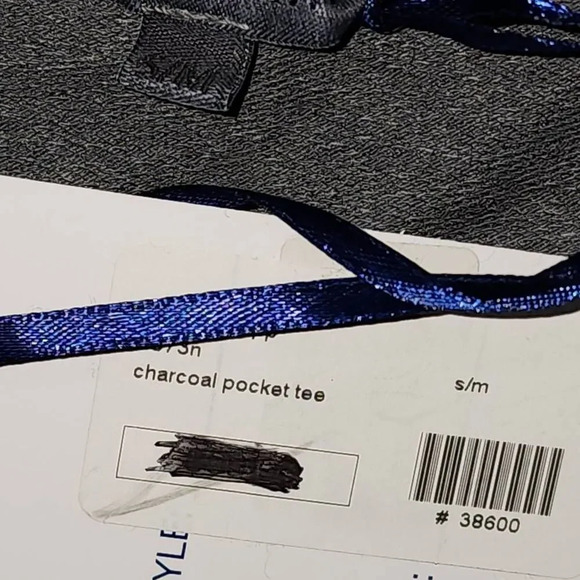 charcoal pocket tee
s/m
# 38600
YLE